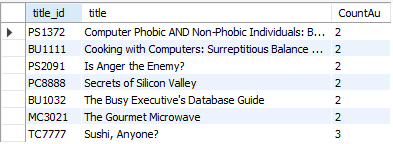 title_id title CountAu
PS1372 Computer Phobic AND Non-Phobic Individuals: B... 2
BU1111 Cooking with Computers: Surreptitious Balance ... 2
PS2091 Is Anger the Enemy? 2
PC8888 Secrets of Silicon Valley 2
BU1032 The Busy Executive's Database Guide 2
MC3021 The Gourmet Microwave 2
TC7777 Sushi, Anyone? 3